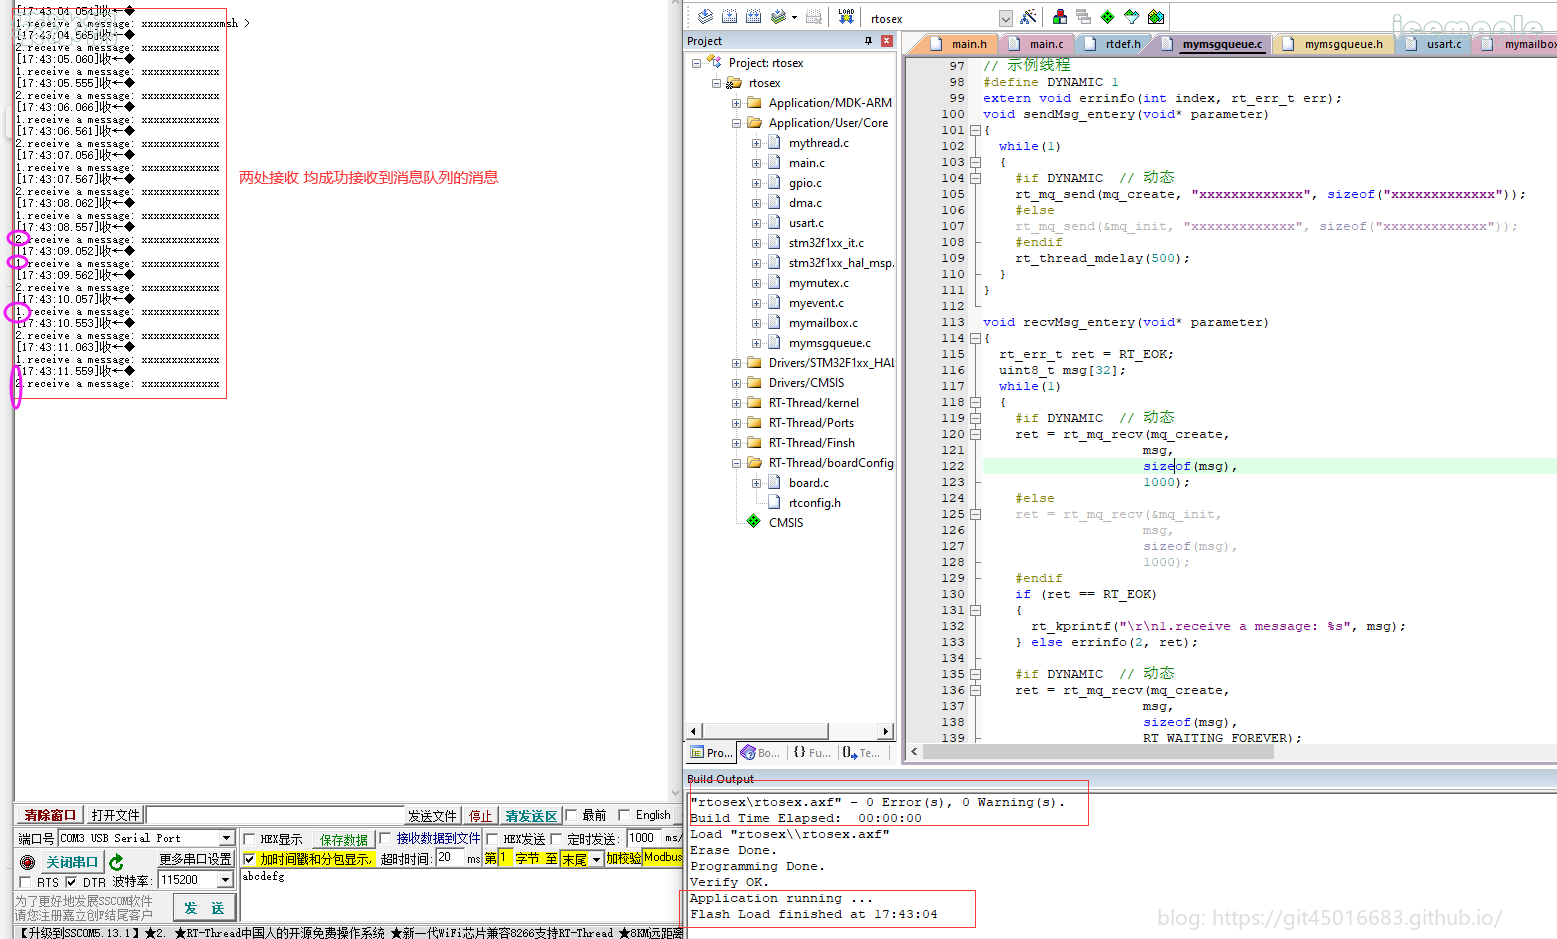 [17:43:04.054]收←◆
1.receive a message: xxxxxxxxxxxxxmsh >
[17:43:04.565]收←◆
2.receive a message: xxxxxxxxxxxxx
[17:43:05.060]收←◆
1.receive a message: xxxxxxxxxxxxx
[17:43:05.555]收←◆
2.receive a message: xxxxxxxxxxxxx
[17:43:06.066]收←◆
1.receive a message: xxxxxxxxxxxxx
[17:43:06.561]收←◆
2.receive a message: xxxxxxxxxxxxx
[17:43:07.056]收←◆
1.receive a message: xxxxxxxxxxxxx
[17:43:07.567]收←◆
2.receive a message: xxxxxxxxxxxxx
[17:43:08.062]收←◆
1.receive a message: xxxxxxxxxxxxx
[17:43:08.557]收←◆
2.receive a message: xxxxxxxxxxxxx
[17:43:09.052]收←◆
1.receive a message: xxxxxxxxxxxxx
[17:43:09.562]收←◆
2.receive a message: xxxxxxxxxxxxx
[17:43:10.057]收←◆
1.receive a message: xxxxxxxxxxxxx
[17:43:10.553]收←◆
2.receive a message: xxxxxxxxxxxxx
[17:43:11.063]收←◆
1.receive a message: xxxxxxxxxxxxx
[17:43:11.559]收←◆
2.receive a message: xxxxxxxxxxxxx
两处接收 均成功接收到消息队列的消息
清除窗口 打开文件 发送文件 停止 清发送区 最前 English
端口号 COM3 USB Serial Port HEX显示 保存数据 接收数据到文件 HEX发送 定时发送: 1000 ms/
关闭串口 更多串口设置 加时间戳和分包显示, 超时时间: 20 ms 第1 字节 至 末尾 加校验 Modbus
RTS DTR 波特率: 115200 abcdefg
为了更好地发展SSCOM软件
请您注册嘉立创F结尾客户
发 送
【升级到SSCOM5.13.1】★2. ★RT-Thread中国人的开源免费操作系统 ★新一代WiFi芯片兼容8266支持RT-Thread ★8KM远距离
LOAD rtosex
Project
Project: rtosex
rtosex
Application/MDK-ARM
Application/User/Core
mythread.c
main.c
gpio.c
dma.c
usart.c
stm32f1xx_it.c
stm32f1xx_hal_msp.
mymutex.c
myevent.c
mymailbox.c
mymsgqueue.c
Drivers/STM32F1xx_HAL
Drivers/CMSIS
RT-Thread/kernel
RT-Thread/Ports
RT-Thread/Finsh
RT-Thread/boardConfig
board.c
rtconfig.h
CMSIS
Pro... Bo... {} Fu... Te...
main.h main.c rtdef.h mymsgqueue.c mymsgqueue.h usart.c mymailbox
97 // 示例线程
98 #define DYNAMIC 1
99 extern void errinfo(int index, rt_err_t err);
100 void sendMsg_entery(void* parameter)
101 {
102 while(1)
103 {
104 #if DYNAMIC // 动态
105 rt_mq_send(mq_create, "xxxxxxxxxxxxx", sizeof("xxxxxxxxxxxxx"));
106 #else
107 rt_mq_send(&mq_init, "xxxxxxxxxxxxx", sizeof("xxxxxxxxxxxxx"));
108 #endif
109 rt_thread_mdelay(500);
110 }
111 }
112
113 void recvMsg_entery(void* parameter)
114 {
115 rt_err_t ret = RT_EOK;
116 uint8_t msg[32];
117 while(1)
118 {
119 #if DYNAMIC // 动态
120 ret = rt_mq_recv(mq_create,
121 msg,
122 sizeof(msg),
123 1000);
124 #else
125 ret = rt_mq_recv(&mq_init,
126 msg,
127 sizeof(msg),
128 1000);
129 #endif
130 if (ret == RT_EOK)
131 {
132 rt_kprintf("\r\n1.receive a message: %s", msg);
133 } else errinfo(2, ret);
134
135 #if DYNAMIC // 动态
136 ret = rt_mq_recv(mq_create,
137 msg,
138 sizeof(msg),
139 RT_WAITING_FOREVER);
Build Output
"rtosex\rtosex.axf" - 0 Error(s), 0 Warning(s).
Build Time Elapsed: 00:00:00
Load "rtosex\\rtosex.axf"
Erase Done.
Programming Done.
Verify OK.
Application running ...
Flash Load finished at 17:43:04
blog: https://git45016683.github.io/